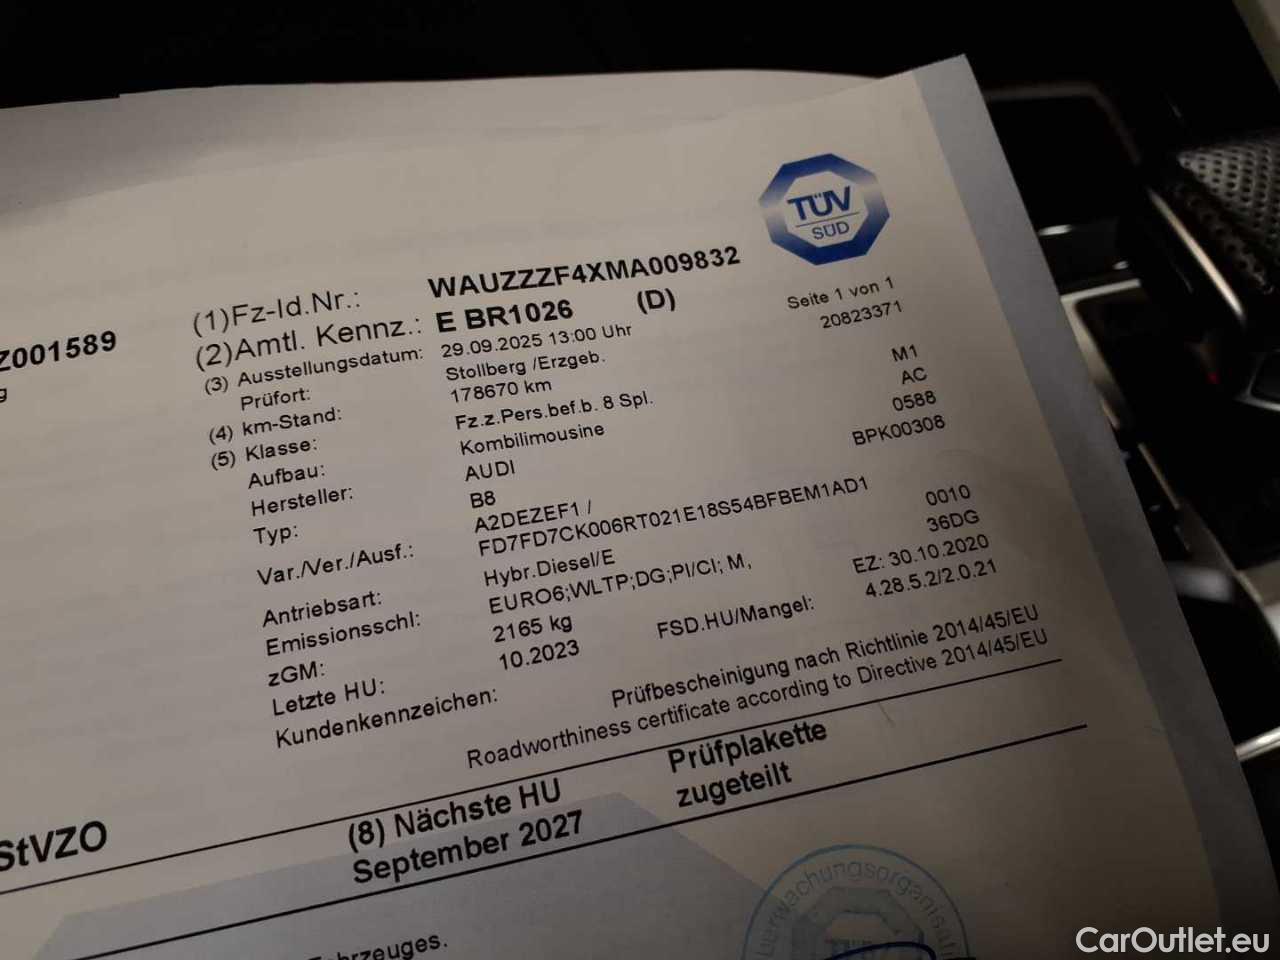 TÜV
SÜD
Z001589
g
(1)Fz-Id.Nr.: WAUZZZF4XMA009832
(2)Amtl. Kennz.: E BR1026 (D)
Seite 1 von 1
(3) Ausstellungsdatum: 29.09.2025 13:00 Uhr 20823371
Prüfort: Stollberg /Erzgeb.
(4) km-Stand: 178670 km
(5) Klasse: Fz.z.Pers.bef.b. 8 Spl. M1
Aufbau: Kombilimousine AC
Hersteller: AUDI 0588
Typ: B8 BPK00308
Var./Ver./Ausf.: A2DEZEF1 /
FD7FD7CK006RT021E18S54BFBEM1AD1
Antriebsart: Hybr.Diesel/E 0010
Emissionsschl: EURO6;WLTP;DG;PI/CI; M, 36DG
zGM: 2165 kg EZ: 30.10.2020
Letzte HU: 10.2023 FSD.HU/Mangel: 4.28.5.2/2.0.21
Kundenkennzeichen:
Prüfbescheinigung nach Richtlinie 2014/45/EU
Roadworthiness certificate according to Directive 2014/45/EU
StVZO
(8) Nächste HU
September 2027
Prüfplakette
zugeteilt
TÜV
CarOutlet.eu